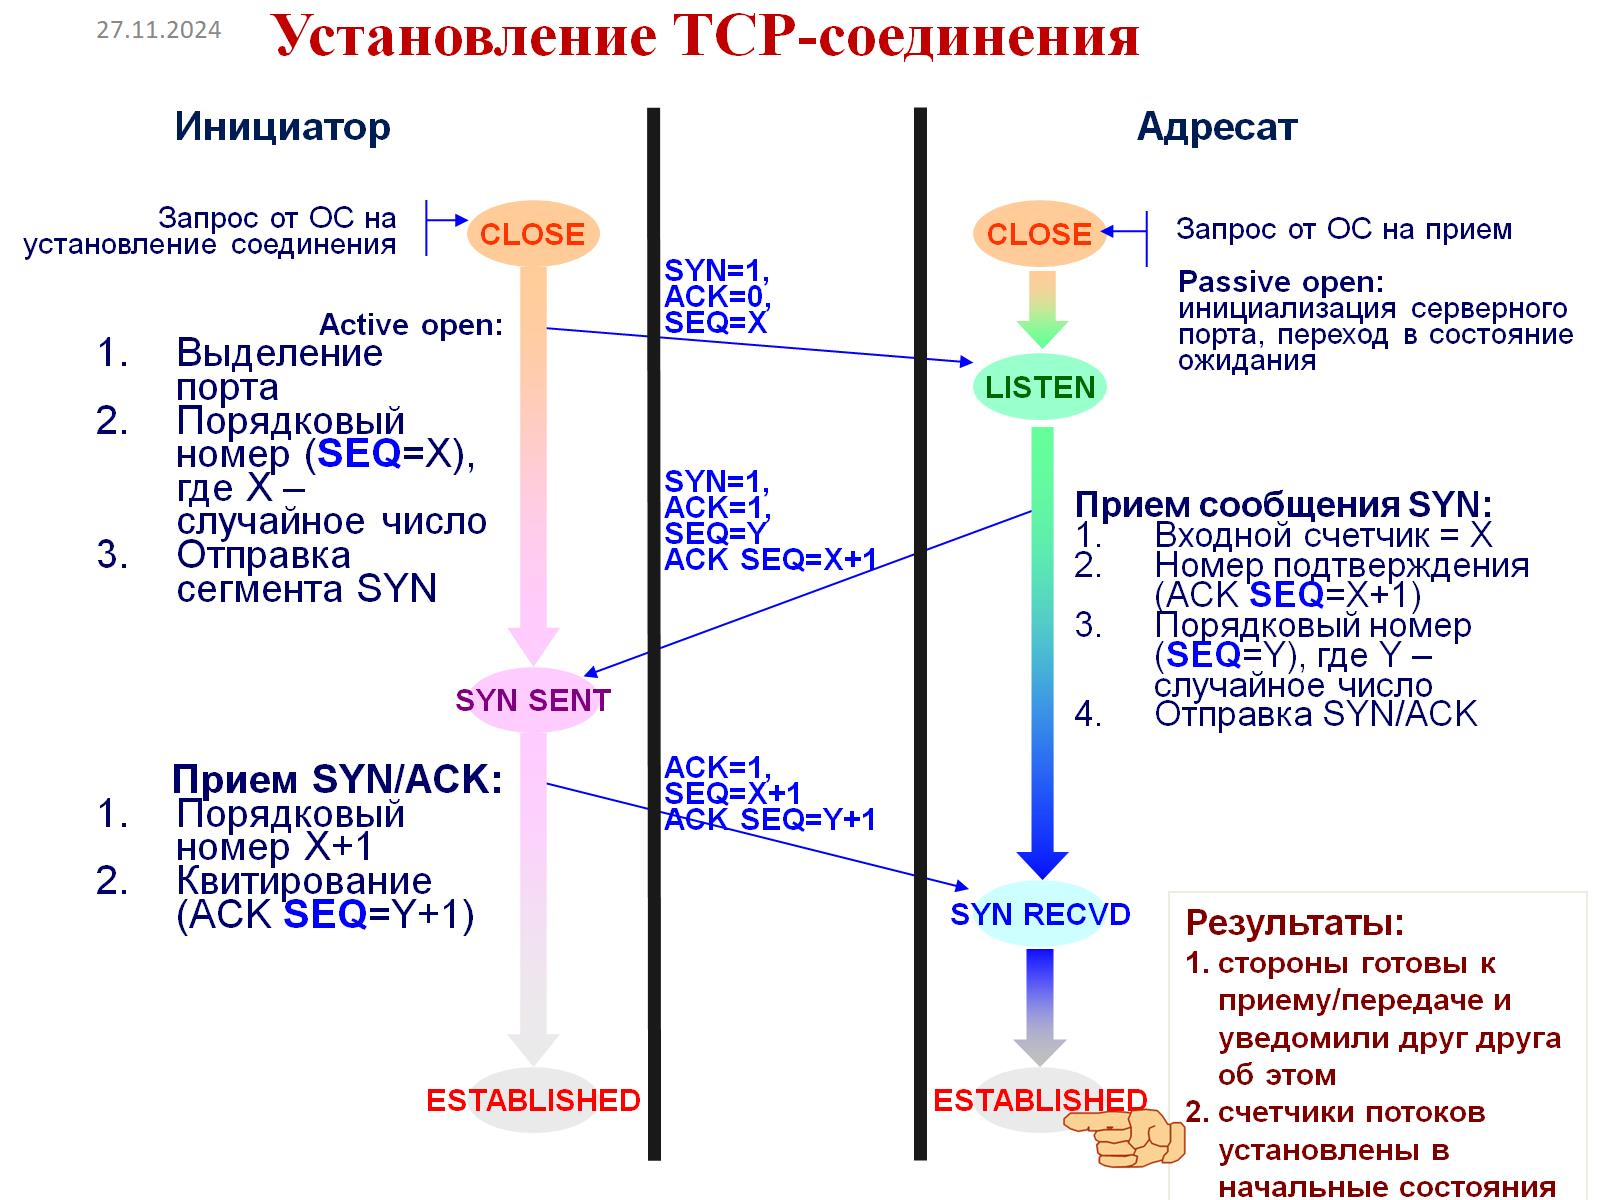 27.11.2024
Установление TCP-соединения
Инициатор
Адресат
Запрос от ОС на
установление соединения
CLOSE
Active open:
1. Выделение
порта
2. Порядковый
номер (SEQ=X),
где X –
случайное число
3. Отправка
сегмента SYN
SYN=1,
ACK=0,
SEQ=X
CLOSE
Запрос от ОС на прием
Passive open:
инициализация серверного
порта, переход в состояние
ожидания
LISTEN
SYN=1,
ACK=1,
SEQ=Y
ACK SEQ=X+1
Прием сообщения SYN:
1. Входной счетчик = X
2. Номер подтверждения
(ACK SEQ=X+1)
3. Порядковый номер
(SEQ=Y), где Y –
случайное число
4. Отправка SYN/ACK
SYN SENT
Прием SYN/ACK:
1. Порядковый
номер X+1
2. Квитирование
(ACK SEQ=Y+1)
ACK=1,
SEQ=X+1
ACK SEQ=Y+1
SYN RECVD
ESTABLISHED
ESTABLISHED
Результаты:
1. стороны готовы к
приему/передаче и
уведомили друг друга
об этом
2. счетчики потоков
установлены в
начальные состояния